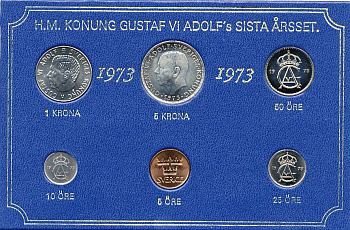 H.M. KONUNG GUSTAF VI ADOLF's SISTA ÅRSSET.
1973 1973
1 KRONA
5 KRONA
50 ÖRE
SVERIGE
10 ÖRE
5 ÖRE
25 ÖRE